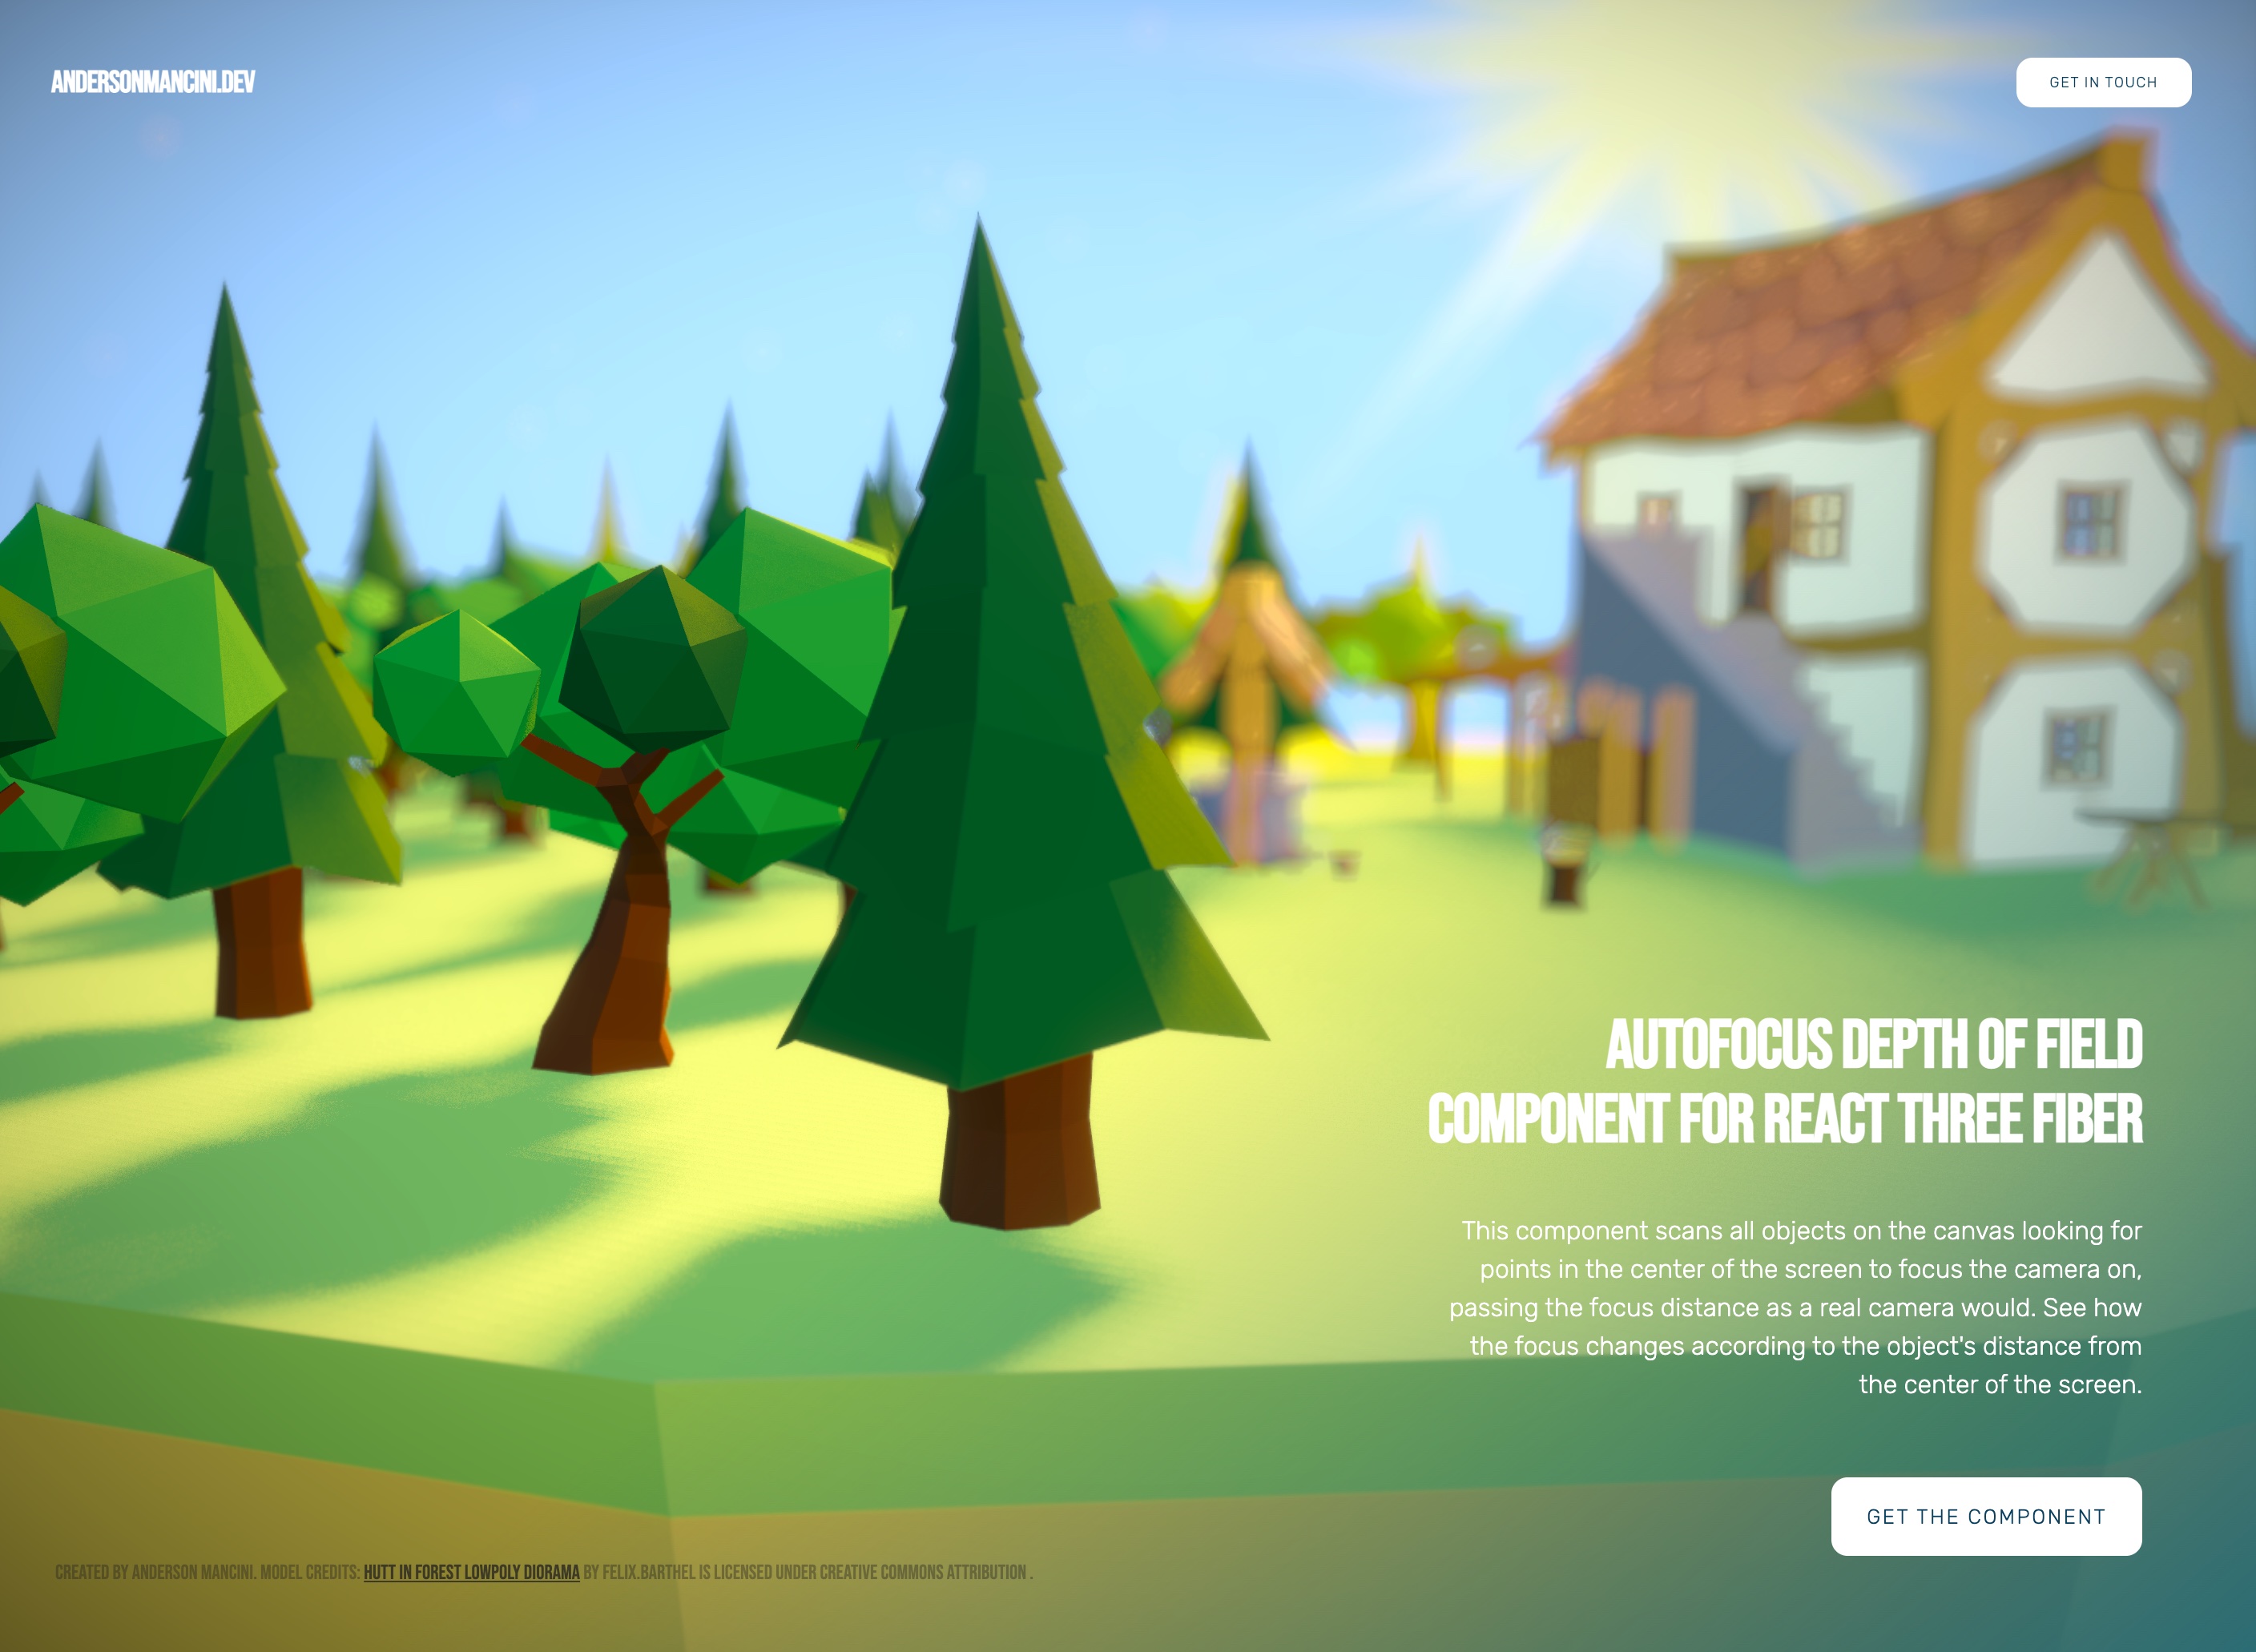 ANDERSONMANCINI.DEV
GET IN TOUCH
AUTOFOCUS DEPTH OF FIELD
COMPONENT FOR REACT THREE FIBER
This component scans all objects on the canvas looking for
points in the center of the screen to focus the camera on,
passing the focus distance as a real camera would. See how
the focus changes according to the object's distance from
the center of the screen.
GET THE COMPONENT
CREATED BY ANDERSON MANCINI. MODEL CREDITS: HUTT IN FOREST LOWPOLY DIORAMA BY FELIX.BARTHEL IS LICENSED UNDER CREATIVE COMMONS ATTRIBUTION .